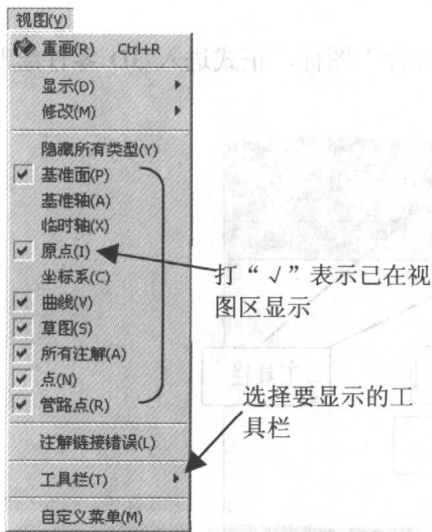 视图(V)
重画(R) Ctrl+R
显示(D)
修改(M)
隐藏所有类型(Y)
基准面(P)
基准轴(A)
临时轴(X)
原点(I)
坐标系(C)
曲线(V)
草图(S)
所有注解(A)
点(N)
管路点(R)
注解链接错误(L)
工具栏(T)
自定义菜单(M)
打“√”表示已在视
图区显示
选择要显示的工
具栏